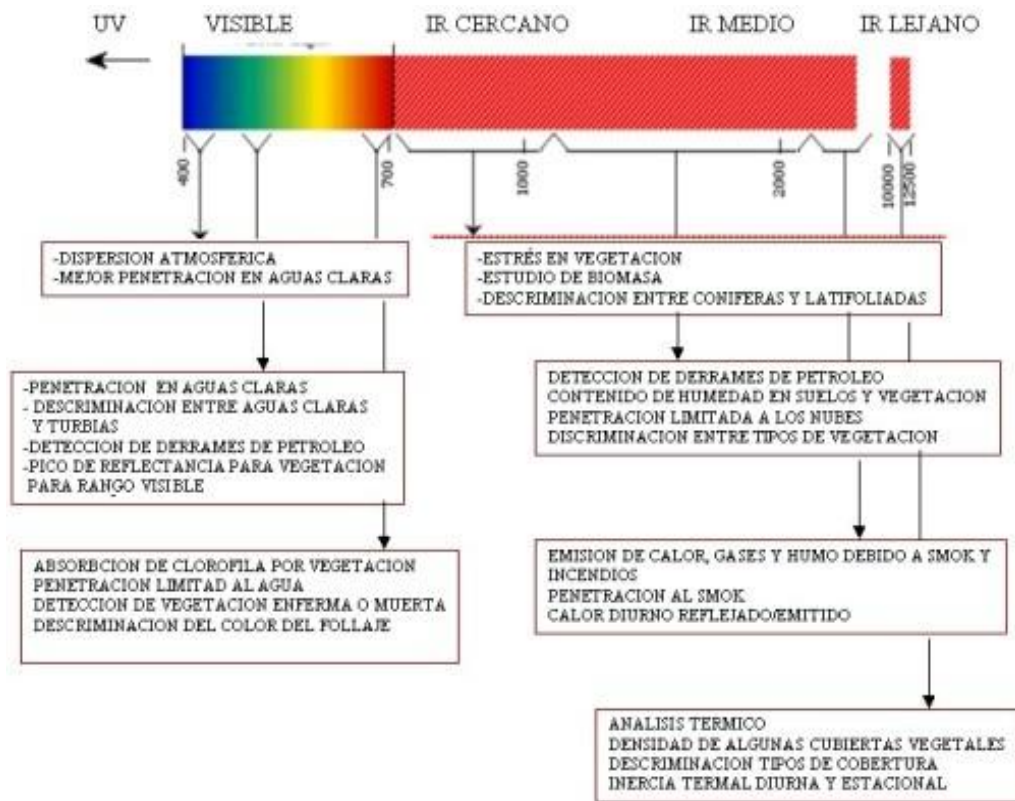 UV VISIBLE IR CERCANO IR MEDIO IR LEJANO
400 700 1000 2000 10000 12500
-DISPERSION ATMOSFERICA
-MEJOR PENETRACION EN AGUAS CLARAS
-ESTRÉS EN VEGETACION
-ESTUDIO DE BIOMASA
-DESCRIMINACION ENTRE CONIFERAS Y LATIFOLIADAS
-PENETRACION EN AGUAS CLARAS
- DESCRIMINACION ENTRE AGUAS CLARAS
Y TURBIAS
-DETECCION DE DERRAMES DE PETROLEO
-PICO DE REFLECTANCIA PARA VEGETACION
PARA RANGO VISIBLE
DETECCION DE DERRAMES DE PETROLEO
CONTENIDO DE HUMEDAD EN SUELOS Y VEGETACION
PENETRACION LIMITADA A LOS NUBES
DISCRIMINACION ENTRE TIPOS DE VEGETACION
ABSORBCION DE CLOROFILA POR VEGETACION
PENETRACION LIMITAD AL AGUA
DETECCION DE VEGETACION ENFERMA O MUERTA
DESCRIMINACION DEL COLOR DEL FOLLAJE
EMISION DE CALOR, GASES Y HUMO DEBIDO A SMOK Y
INCENDIOS
PENETRACION AL SMOK
CALOR DIURNO REFLEJADO/EMITIDO
ANALISIS TERMICO
DENSIDAD DE ALGUNAS CUBIERTAS VEGETALES
DESCRIMINACION TIPOS DE COBERTURA
INERCIA TERMAL DIURNA Y ESTACIONAL